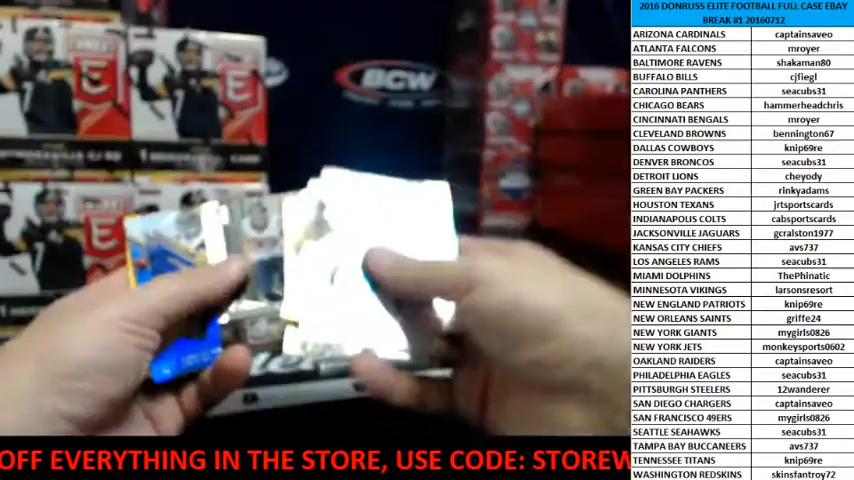 2016 DONRUSS ELITE FOOTBALL FULL CASE EBAY
BREAK #1 20160712
ARIZONA CARDINALS captainsaveo
ATLANTA FALCONS mroyer
BALTIMORE RAVENS shakaman80
BUFFALO BILLS cjfiegl
CAROLINA PANTHERS seacubs31
CHICAGO BEARS hammerheadchris
CINCINNATI BENGALS mroyer
CLEVELAND BROWNS bennington67
DALLAS COWBOYS knip69re
DENVER BRONCOS seacubs31
DETROIT LIONS cheyody
GREEN BAY PACKERS rinkyadams
HOUSTON TEXANS jrtsportscards
INDIANAPOLIS COLTS cabsportscards
JACKSONVILLE JAGUARS gcralston1977
KANSAS CITY CHIEFS avs737
LOS ANGELES RAMS seacubs31
MIAMI DOLPHINS ThePhinatic
MINNESOTA VIKINGS larsonresort
NEW ENGLAND PATRIOTS knip69re
NEW ORLEANS SAINTS griffe24
NEW YORK GIANTS mygirls0826
NEW YORK JETS monkeysports0602
OAKLAND RAIDERS captainsaveo
PHILADELPHIA EAGLES seacubs31
PITTSBURGH STEELERS 12wanderer
SAN DIEGO CHARGERS captainsaveo
SAN FRANCISCO 49ERS mygirls0826
SEATTLE SEAHAWKS seacubs31
TAMPA BAY BUCCANEERS avs737
TENNESSEE TITANS knip69re
WASHINGTON REDSKINS skinsfantroy72
BCW
OFF EVERYTHING IN THE STORE, USE CODE: STOREW